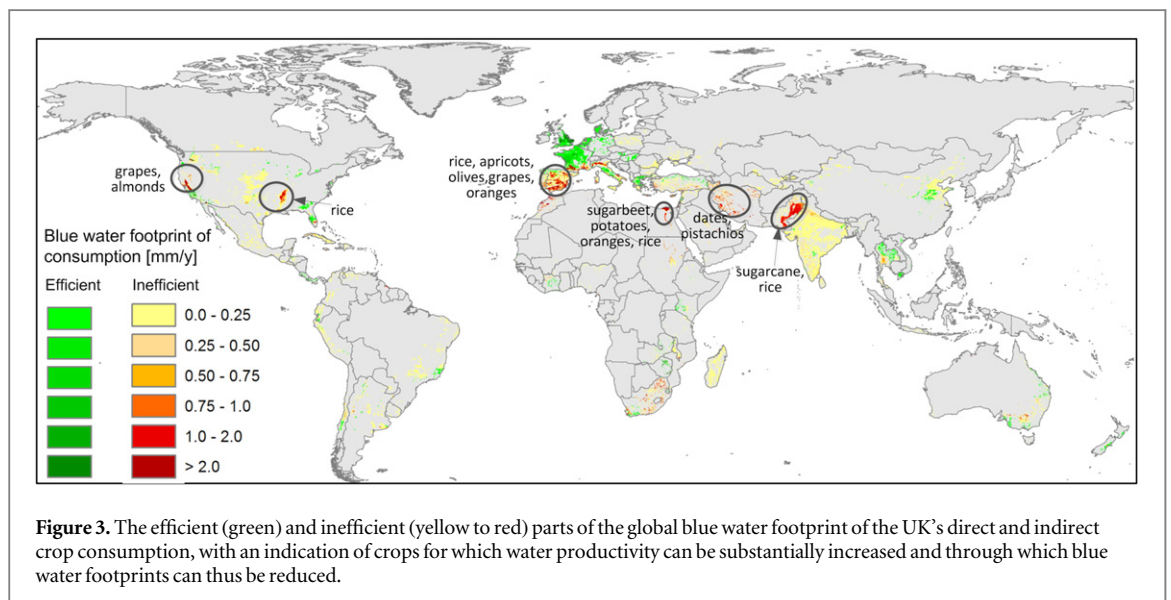 grapes,
almonds
rice
rice, apricots,
olives,grapes,
oranges
sugarbeet,
potatoes,
oranges, rice
dates,
pistachios
sugarcane,
rice
Blue water footprint of
consumption [mm/y]
Efficient Inefficient
0.0 - 0.25
0.25 - 0.50
0.50 - 0.75
0.75 - 1.0
1.0 - 2.0
> 2.0
Figure 3. The efficient (green) and inefficient (yellow to red) parts of the global blue water footprint of the UK's direct and indirect
crop consumption, with an indication of crops for which water productivity can be substantially increased and through which blue
water footprints can thus be reduced.